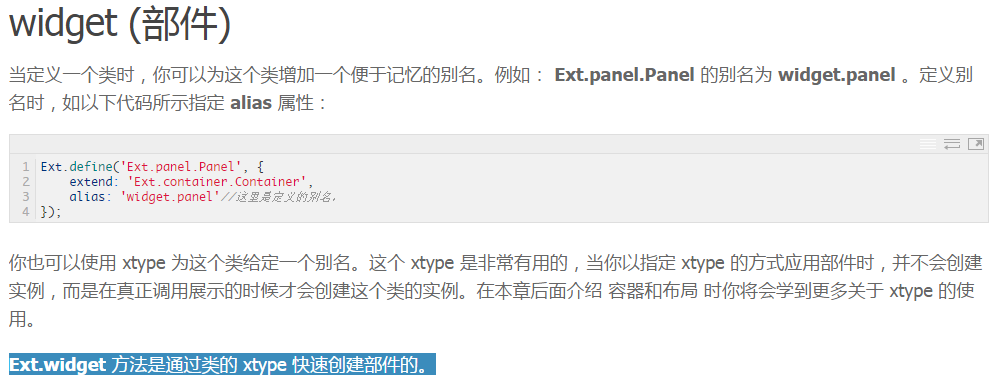 widget (部件)
当定义一个类时，你可以为这个类增加一个便于记忆的别名。例如： Ext.panel.Panel 的别名为 widget.panel 。定义别
名时，如以下代码所示指定 alias 属性：
1 Ext.define('Ext.panel.Panel', {
2     extend: 'Ext.container.Container',
3     alias: 'widget.panel'//这里是定义的别名.
4 });
你也可以使用 xtype 为这个类给定一个别名。这个 xtype 是非常有用的，当你以指定 xtype 的方式应用部件时，并不会创建
实例，而是在真正调用展示的时候才会创建这个类的实例。在本章后面介绍 容器和布局 时你将会学到更多关于 xtype 的使
用。
Ext.widget 方法是通过类的 xtype 快速创建部件的。